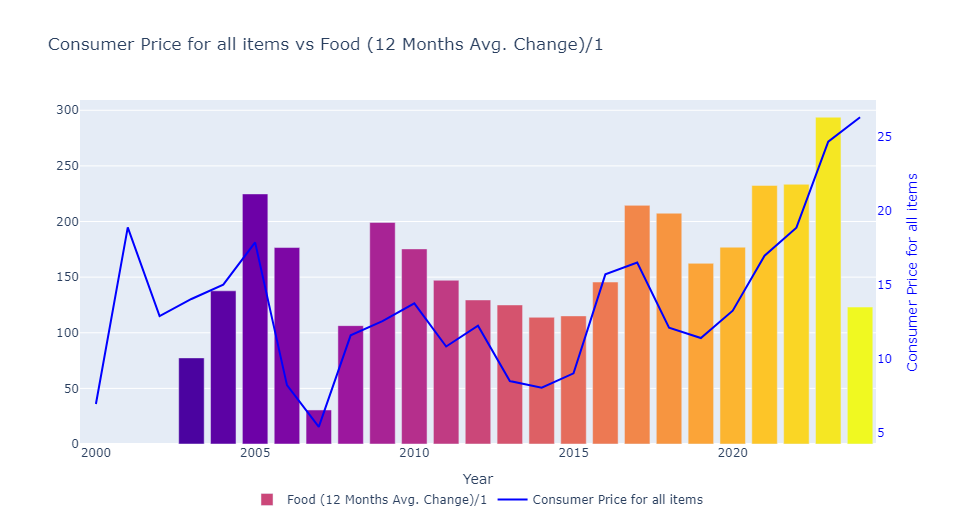 Consumer Price for all items vs Food (12 Months Avg. Change)/1
300
250
200
150
100
50
0
25
20
15
10
5
Consumer Price for all items
2000 2005 2010 2015 2020
Year
Food (12 Months Avg. Change)/1 Consumer Price for all items